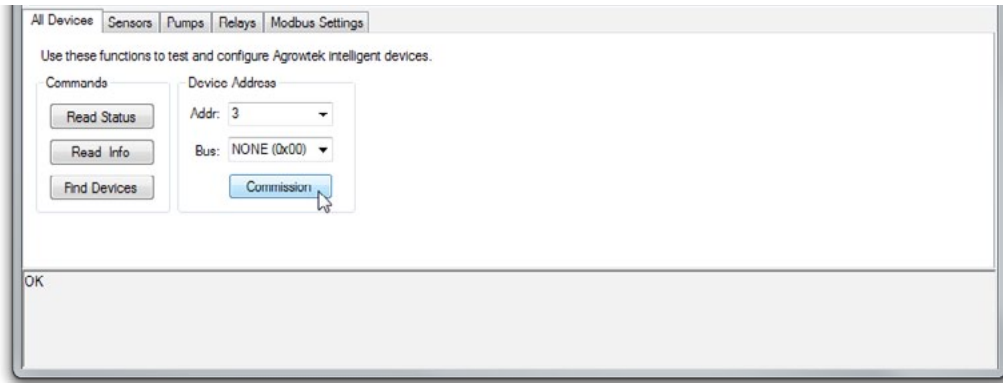 All Devices Sensors Pumps Relays Modbus Settings
Use these functions to test and configure Agrowtek intelligent devices.
Commands Device Address
Read Status Addr: 3
Read Info Bus: NONE (0x00)
Find Devices Commission
OK